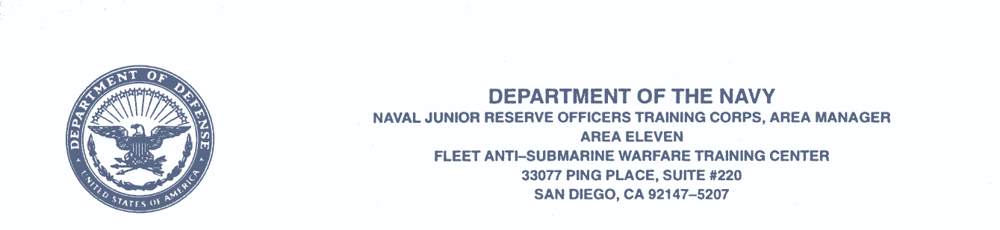 DEPARTMENT OF DEFENSE
UNITED STATES OF AMERICA
DEPARTMENT OF THE NAVY
NAVAL JUNIOR RESERVE OFFICERS TRAINING CORPS, AREA MANAGER
AREA ELEVEN
FLEET ANTI–SUBMARINE WARFARE TRAINING CENTER
33077 PING PLACE, SUITE #220
SAN DIEGO, CA 92147–5207